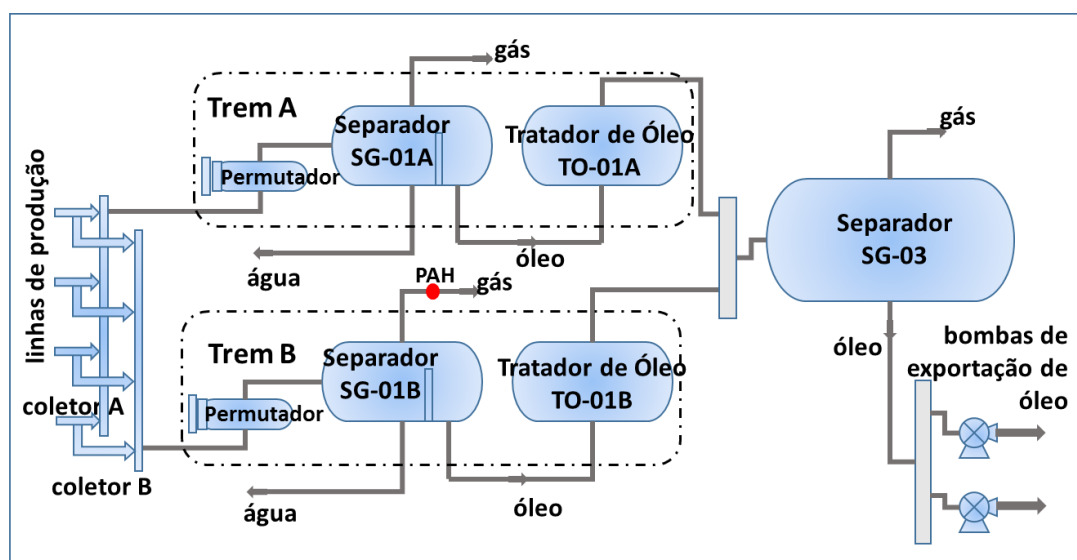 gás
Trem A
Separador
SG-01A
Tratador de Óleo
TO-01A
Permutador
gás
linhas de produção
Separador
SG-03
água
óleo
PAH
gás
Trem B
Separador
SG-01B
Tratador de Óleo
TO-01B
Permutador
óleo
bombas de
exportação de
óleo
coletor A
coletor B
água
óleo